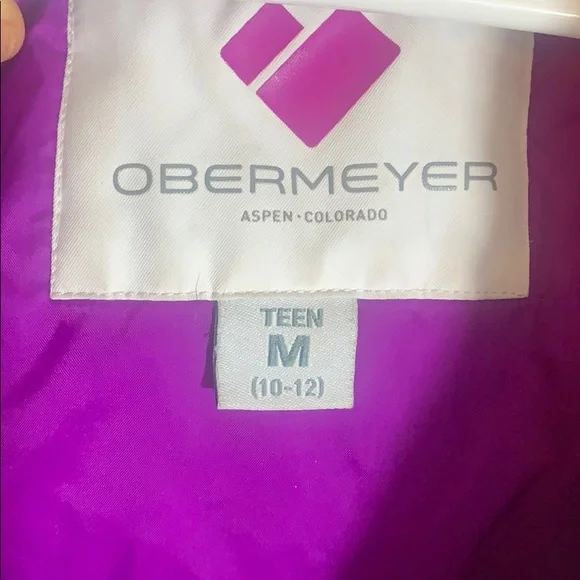 OBERMEYER
ASPEN · COLORADO
TEEN
M
(10-12)